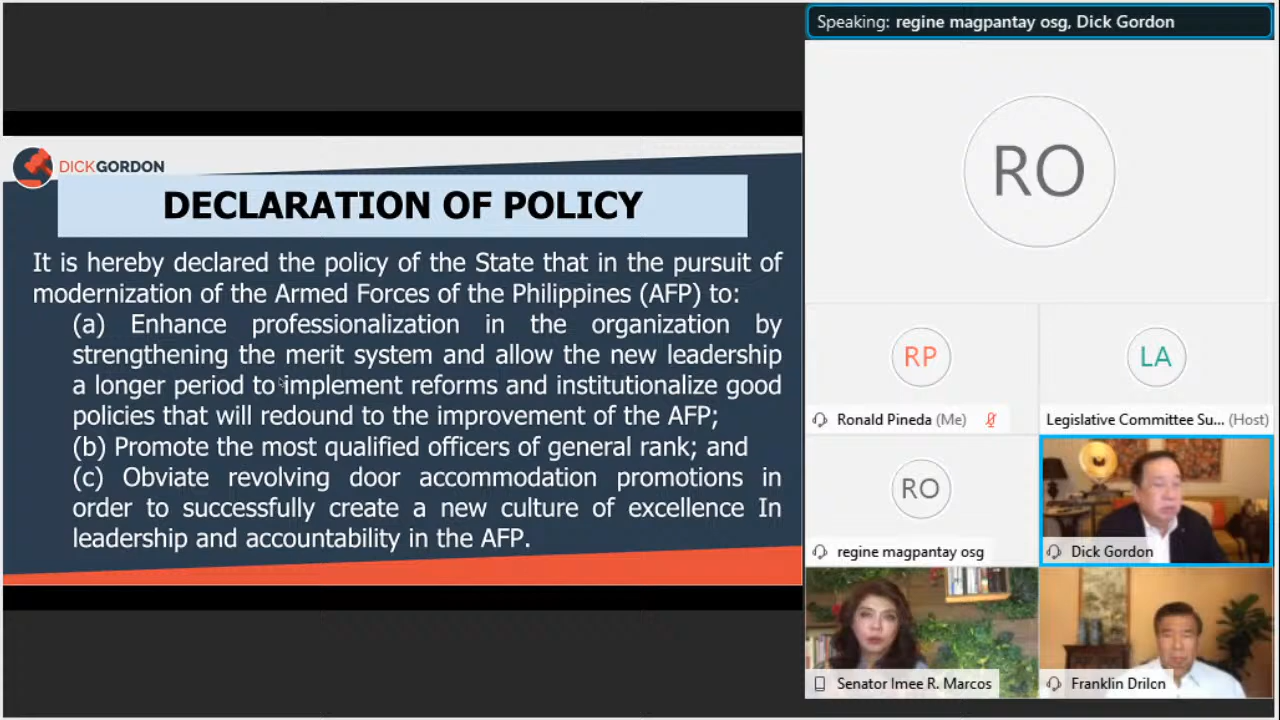 DICKGORDON
DECLARATION OF POLICY
It is hereby declared the policy of the State that in the pursuit of
modernization of the Armed Forces of the Philippines (AFP) to:
(a) Enhance professionalization in the organization by
strengthening the merit system and allow the new leadership
a longer period to implement reforms and institutionalize good
policies that will redound to the improvement of the AFP;
(b) Promote the most qualified officers of general rank; and
(c) Obviate revolving door accommodation promotions in
order to successfully create a new culture of excellence In
leadership and accountability in the AFP.
Speaking: regine magpantay osg, Dick Gordon
RO
RP
Ronald Pineda (Me)
LA
Legislative Committee Su... (Host)
RO
regine magpantay osg
Dick Gordon
Senator Imee R. Marcos
Franklin Drilon